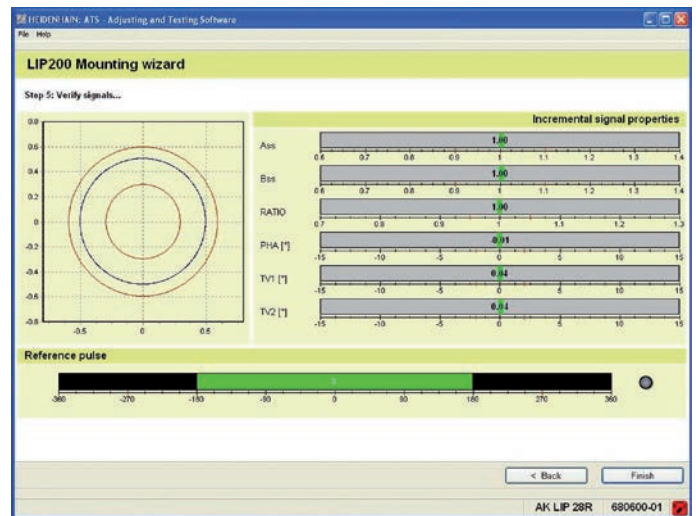 HEIDENHAIN: ATS - Adjusting and Testing Software
File Help
LIP200 Mounting wizard
Step 5: Verify signals...
Incremental signal properties
0.8
0.6
0.4
0.2
0
-0.2
-0.4
-0.6
-0.8
-0.5 0 0.5
Ass 1.00
0.6 0.7 0.8 0.9 1 1.1 1.2 1.3 1.4
Bss 1.00
0.6 0.7 0.8 0.9 1 1.1 1.2 1.3 1.4
RATIO 1.00
0.7 0.8 0.9 1 1.1 1.2 1.3
PHA [°] -0.01
-15 -10 -5 0 5 10 15
TV1 [°] 0.04
-15 -10 -5 0 5 10 15
TV2 [°] 0.04
-15 -10 -5 0 5 10 15
Reference pulse
-360 -270 -180 -90 0 90 180 270 360
< Back Finish
AK LIP 28R 680600-01